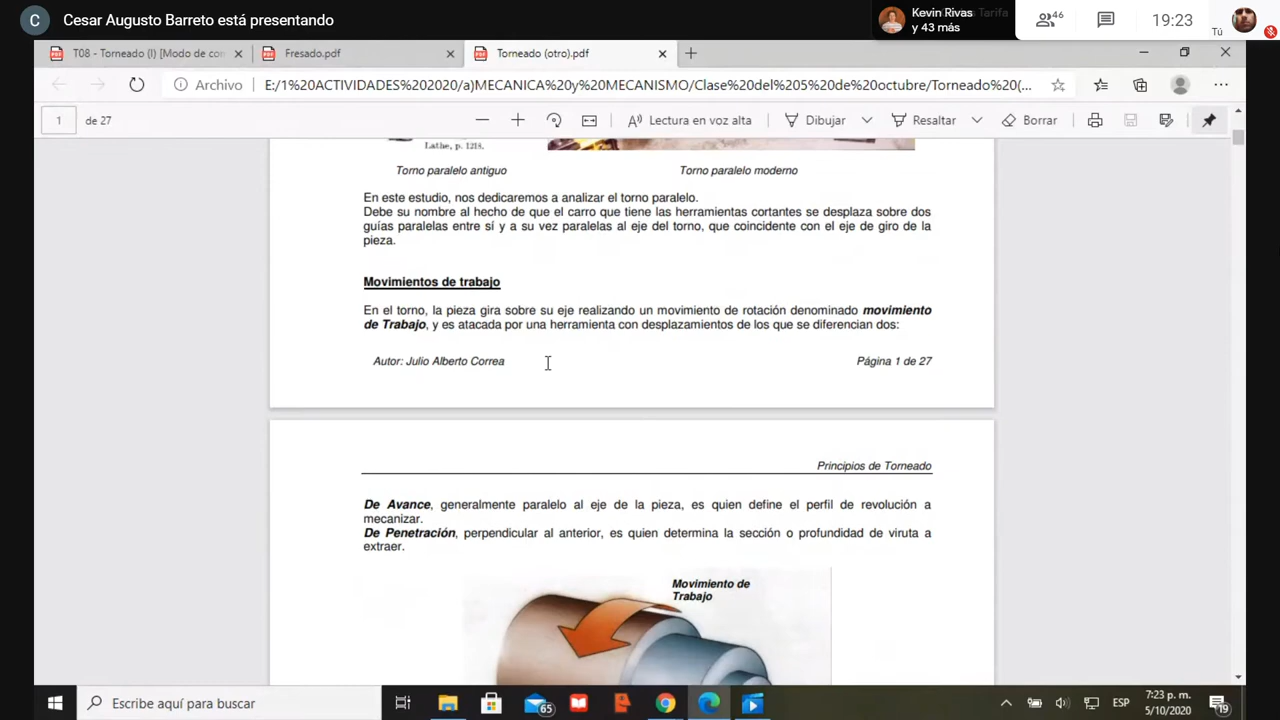 C
Cesar Augusto Barreto está presentando
Kevin Rivas
y 43 más
46
19:23
Tú
T08 - Torneado (I) [Modo de con
Fresado.pdf
Torneado (otro).pdf
Archivo
E:/1%20ACTIVIDADES%202020/a)MECANICA%20y%20MECANISMO/Clase%20del%205%20de%20octubre/Torneado%20(...
1
de 27
Lectura en voz alta
Dibujar
Resaltar
Borrar
Lathe, p. 1218.
Torno paralelo antiguo
Torno paralelo moderno
En este estudio, nos dedicaremos a analizar el torno paralelo.
Debe su nombre al hecho de que el carro que tiene las herramientas cortantes se desplaza sobre dos
guías paralelas entre sí y a su vez paralelas al eje del torno, que coincidente con el eje de giro de la
pieza.
Movimientos de trabajo
En el torno, la pieza gira sobre su eje realizando un movimiento de rotación denominado movimiento
de Trabajo, y es atacada por una herramienta con desplazamientos de los que se diferencian dos:
Autor: Julio Alberto Correa
Página 1 de 27
Principios de Torneado
De Avance, generalmente paralelo al eje de la pieza, es quien define el perfil de revolución a
mecanizar.
De Penetración, perpendicular al anterior, es quien determina la sección o profundidad de viruta a
extraer.
Movimiento de
Trabajo
Escribe aquí para buscar
65
ESP
7:23 p. m.
5/10/2020
19